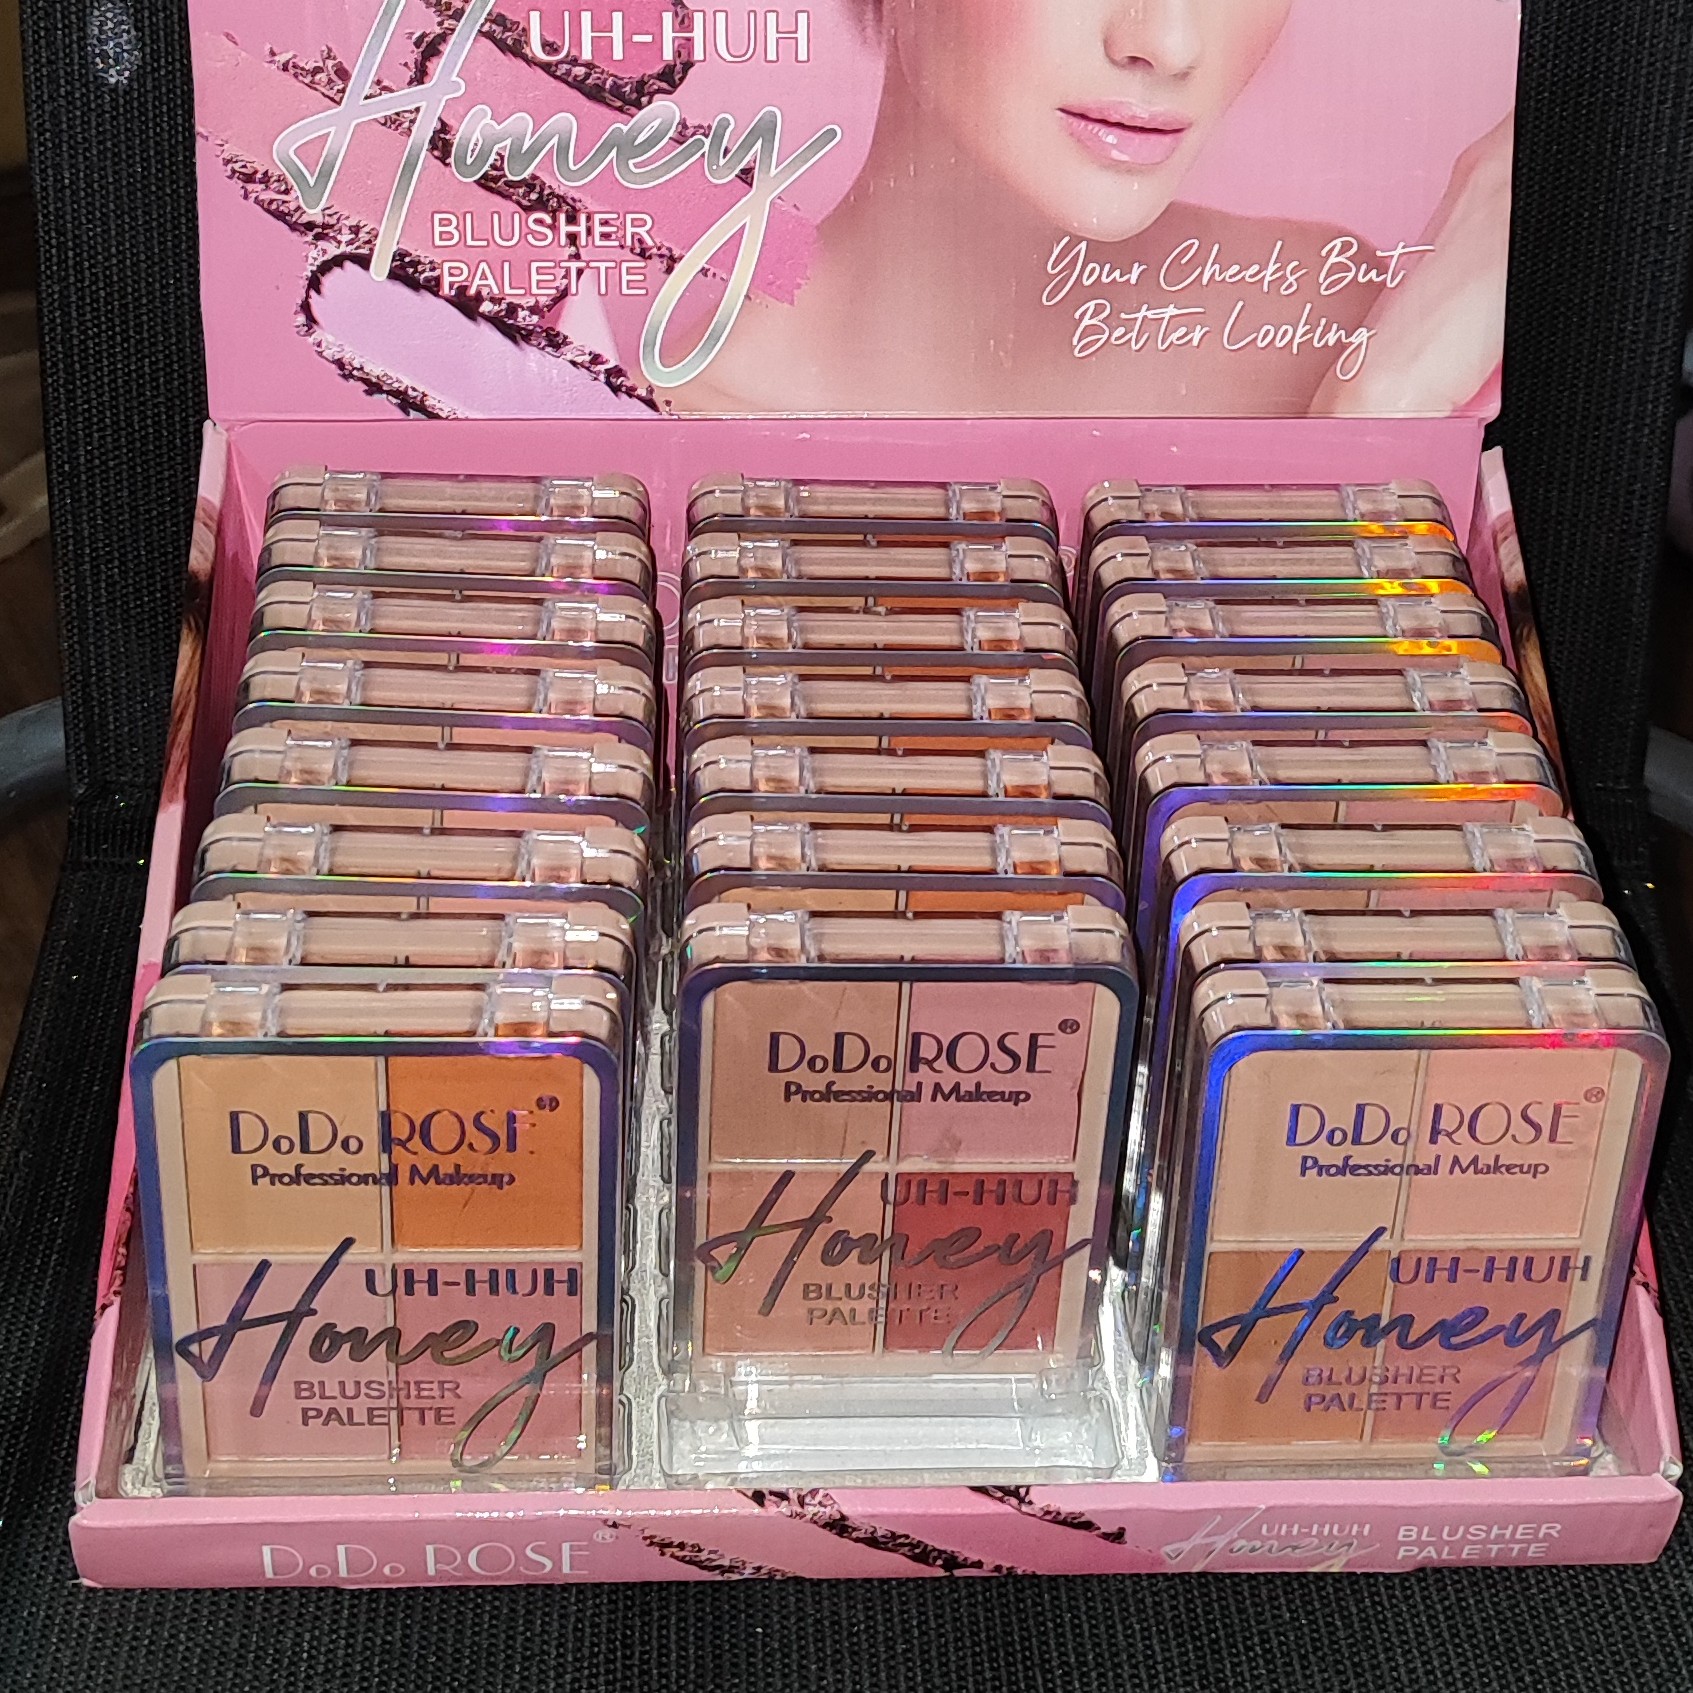 UH-HUH
Honey
BLUSHER
PALETTE
Your Cheeks But
Better Looking
DoDo ROSE®
Professional Makeup
UH-HUH
Honey
BLUSHER
PALETTE
DoDo ROSE®
Professional Makeup
UH-HUH
Honey
BLUSHER
PALETTE
DoDo ROSE®
Professional Makeup
UH-HUH
Honey
BLUSHER
PALETTE
DoDo ROSE®
UH-HUH
Honey
BLUSHER
PALETTE